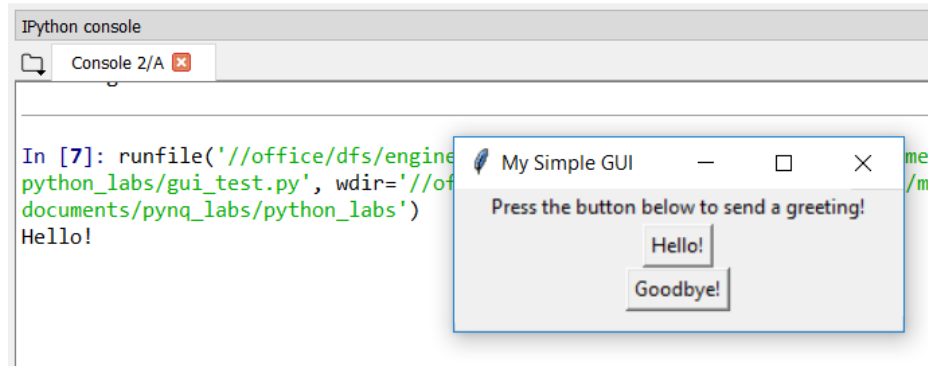 IPython console
Console 2/A
In [7]: runfile('//office/dfs/engine
python_labs/gui_test.py', wdir='//of
documents/pynq_labs/python_labs')
Hello!
My Simple GUI
Press the button below to send a greeting!
Hello!
Goodbye!